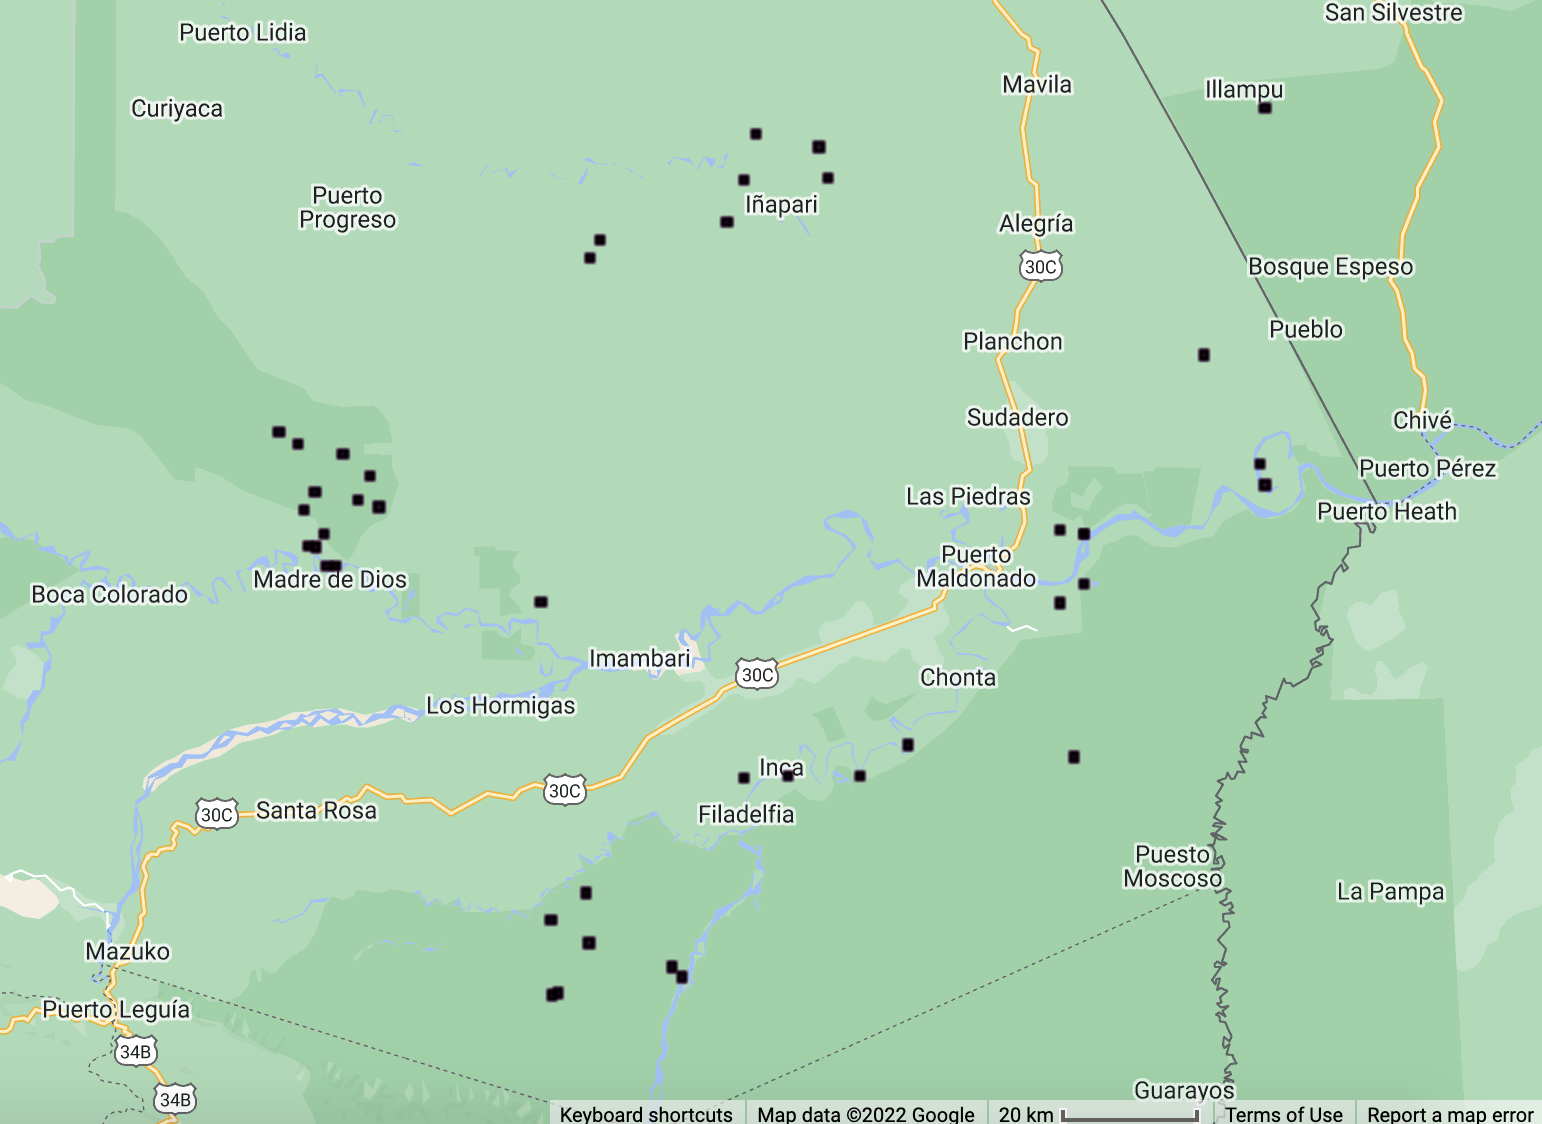 San Silvestre
Puerto Lidia
Mavila
Illampu
Curiyaca
Puerto
Progreso
Iñapari
Alegría
30C
Bosque Espeso
Pueblo
Planchon
Sudadero
Chivé
Puerto Pérez
Las Piedras
Puerto Heath
Puerto
Maldonado
Madre de Dios
Boca Colorado
Imambari
30C
Chonta
Los Hormigas
Inca
30C
30C
Santa Rosa
Filadelfia
Puesto
Moscoso
La Pampa
Mazuko
Puerto Leguía
34B
34B
Guarayos
Keyboard shortcuts
Map data ©2022 Google
20 km
Terms of Use
Report a map error